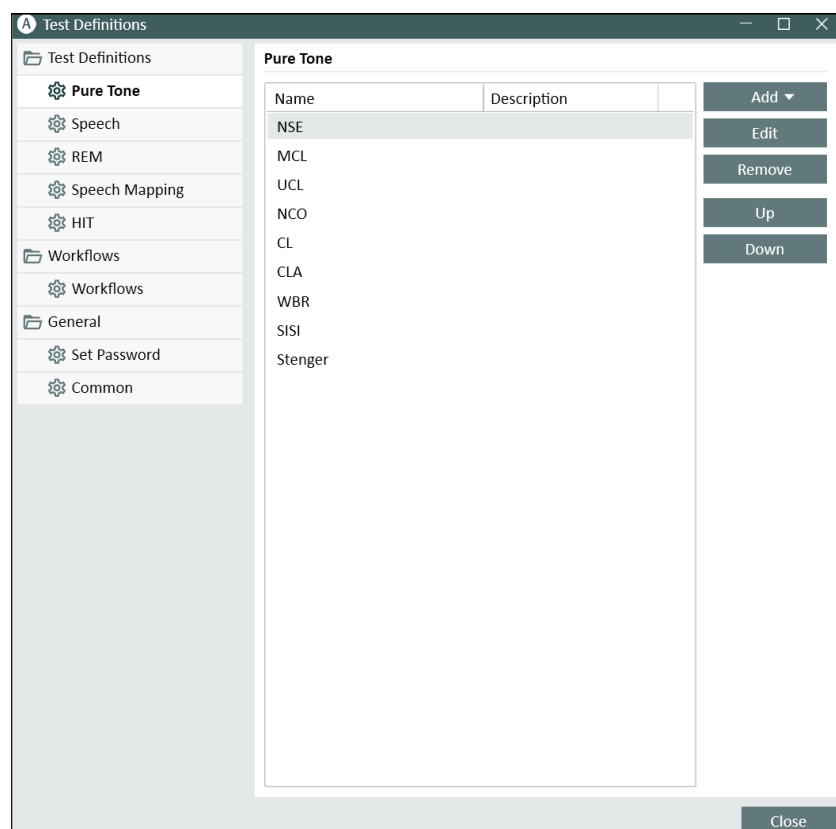 A Test Definitions
Test Definitions
Pure Tone
Speech
REM
Speech Mapping
HIT
Workflows
Workflows
General
Set Password
Common
Pure Tone
Name Description
NSE
MCL
UCL
NCO
CL
CLA
WBR
SISI
Stenger
Add
Edit
Remove
Up
Down
Close